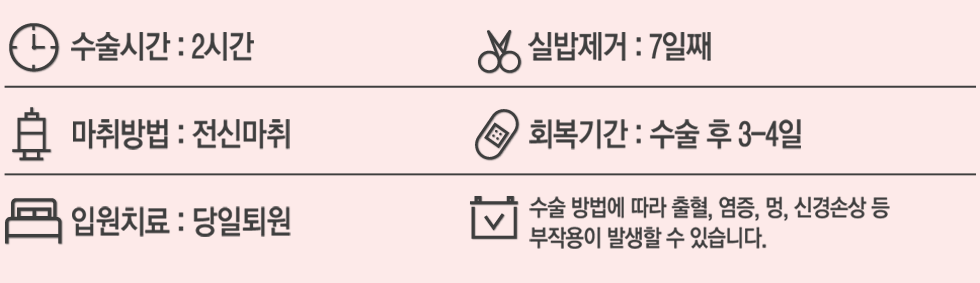 수술시간 : 2시간
실밥제거 : 7일째
마취방법 : 전신마취
회복기간 : 수술 후 3-4일
입원치료 : 당일퇴원
수술 방법에 따라 출혈, 염증, 멍, 신경손상 등
부작용이 발생할 수 있습니다.